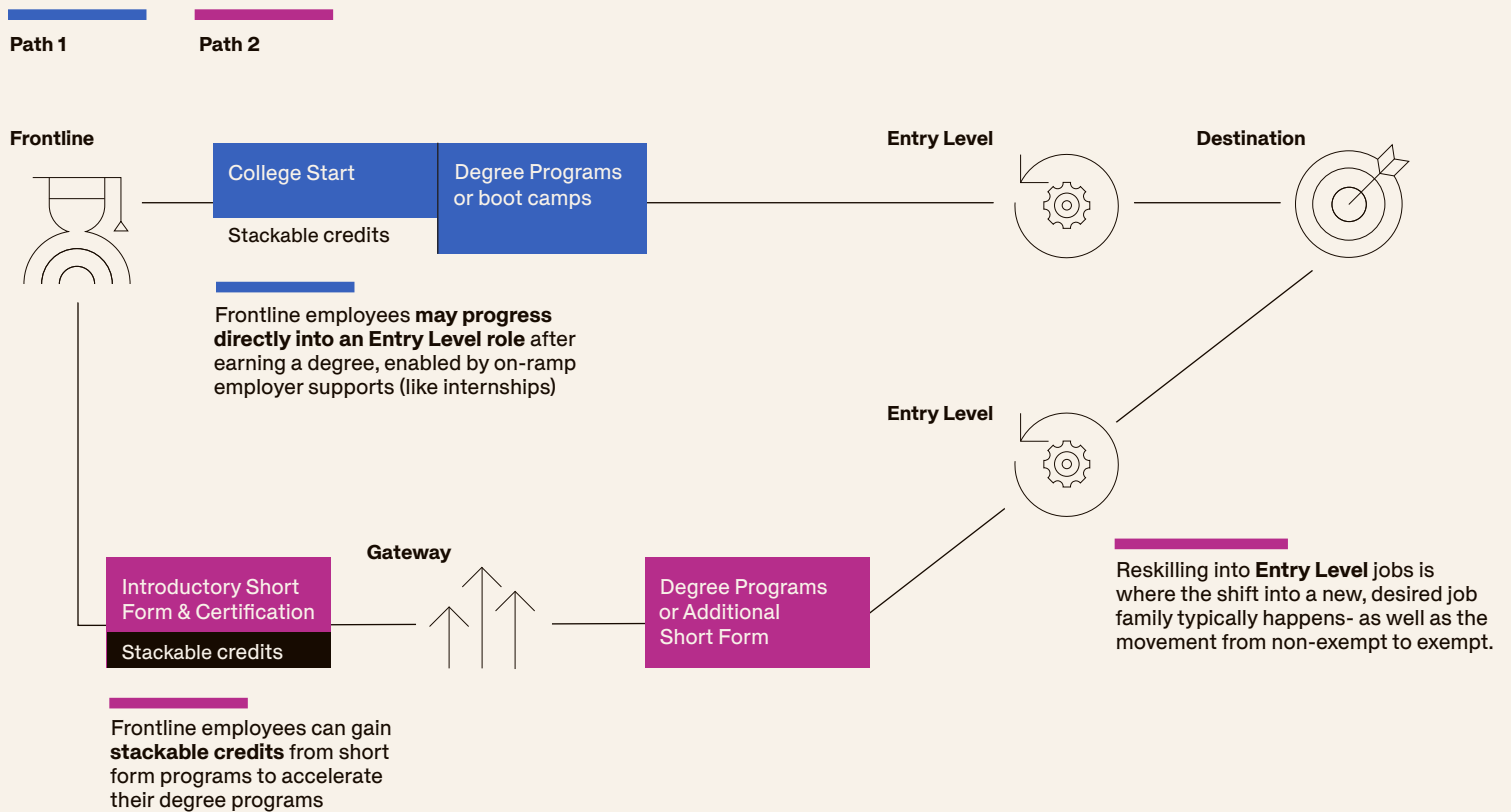 Path 1
Path 2
Frontline
College Start
Stackable credits
Degree Programs
or boot camps
Entry Level
Destination
Frontline employees may progress
directly into an Entry Level role after
earning a degree, enabled by on-ramp
employer supports (like internships)
Entry Level
Introductory Short
Form & Certification
Stackable credits
Gateway
Degree Programs
or Additional
Short Form
Reskilling into Entry Level jobs is
where the shift into a new, desired job
family typically happens- as well as the
movement from non-exempt to exempt.
Frontline employees can gain
stackable credits from short
form programs to accelerate
their degree programs